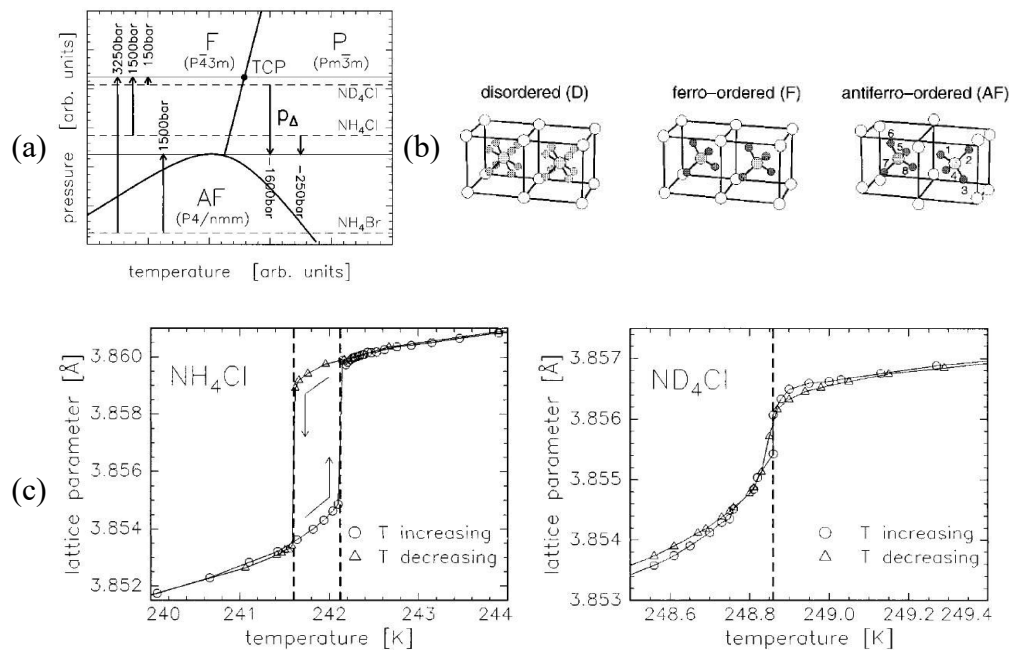 (a)
pressure [arb. units]
3250bar
1500bar
150bar
F
(P4̄3m)
P
(Pm3̄m)
TCP
ND₄Cl
p_Δ
NH₄Cl
1500bar
−1600bar
−250bar
AF
(P4/nmm)
NH₄Br
temperature [arb. units]
(b)
disordered (D)
ferro-ordered (F)
antiferro-ordered (AF)
6
5
1
2
7
8
4
3
(c)
lattice parameter [Å]
3.860
3.858
3.856
3.854
3.852
NH₄Cl
T increasing
T decreasing
240 241 242 243 244
temperature [K]
lattice parameter [Å]
3.857
3.856
3.855
3.854
3.853
ND₄Cl
T increasing
T decreasing
248.6 248.8 249.0 249.2 249.4
temperature [K]